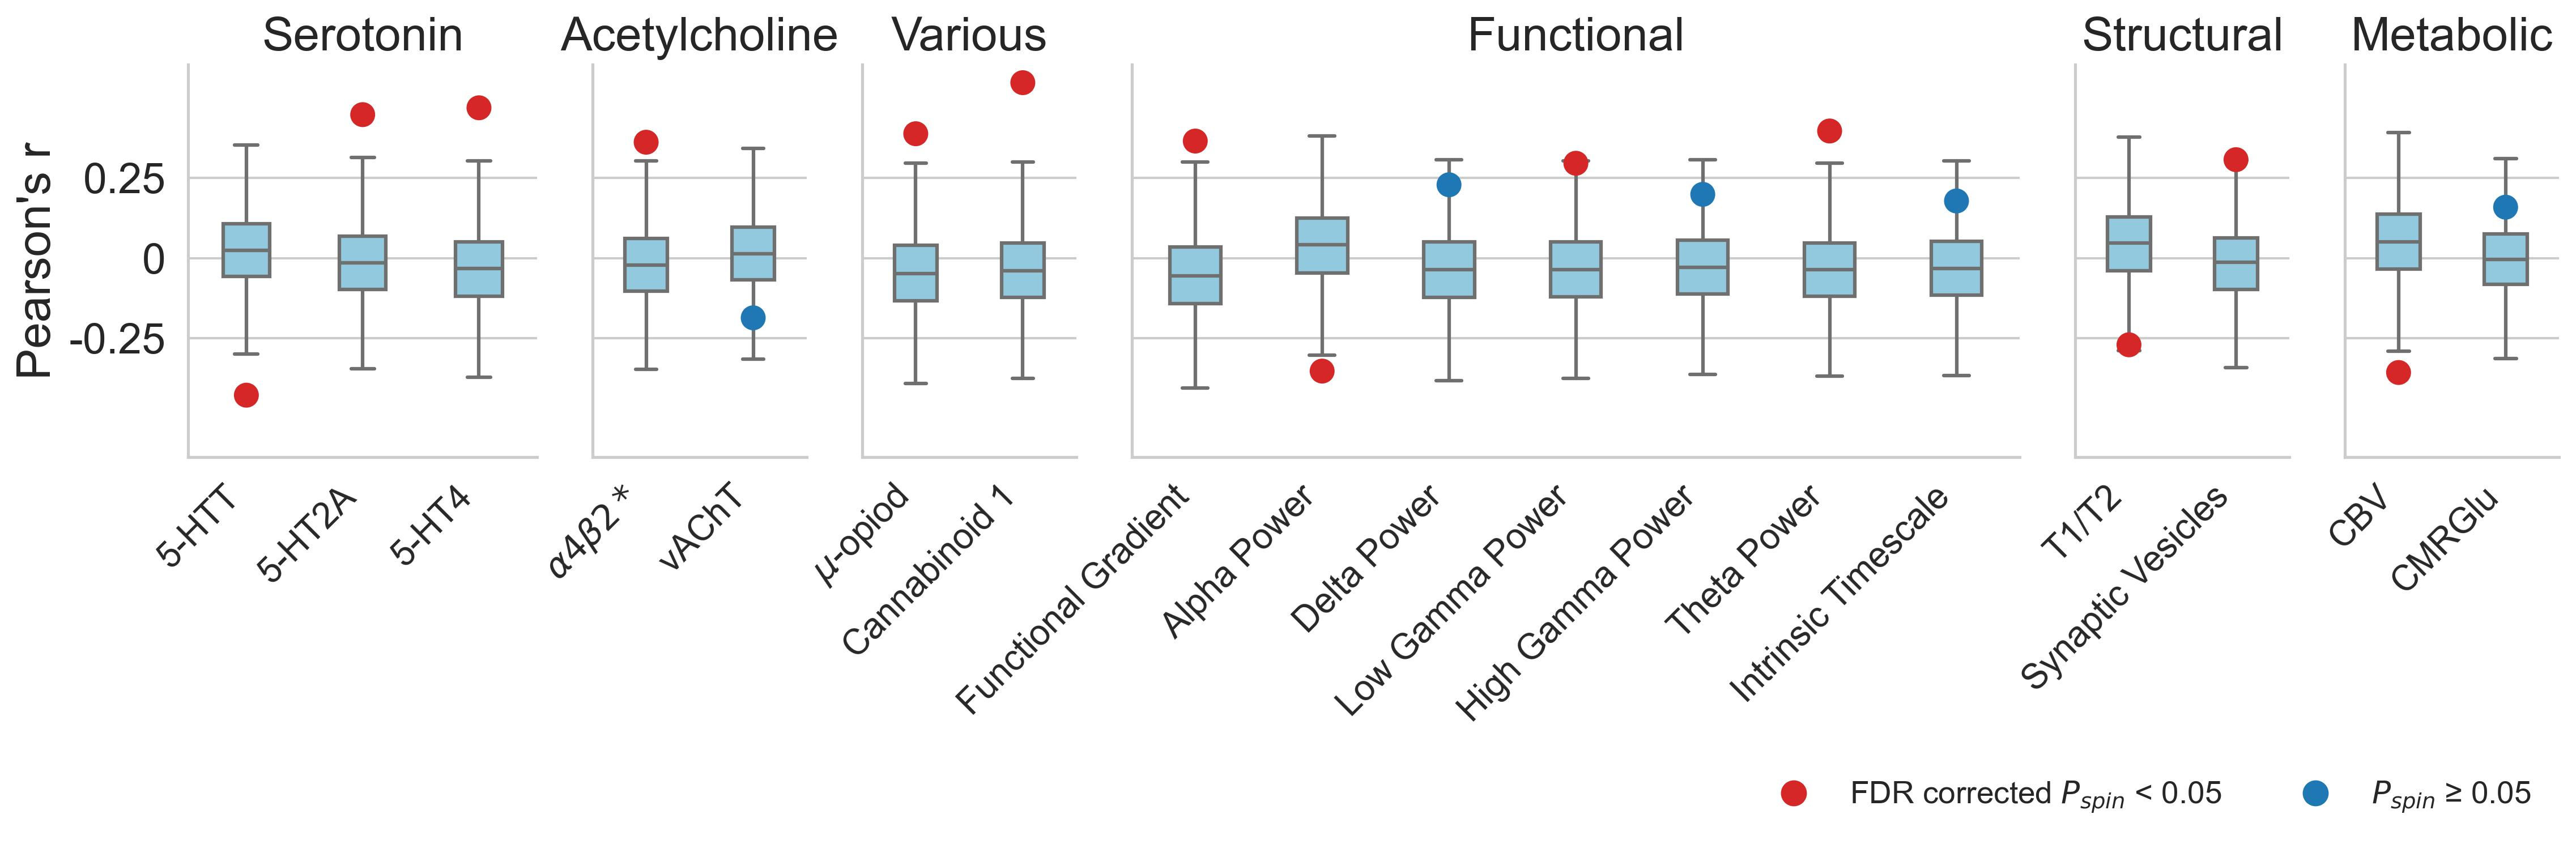 Serotonin
Acetylcholine
Various
Functional
Structural
Metabolic
Pearson's r
0.25
0
-0.25
5-HTT
5-HT2A
5-HT4
α4β2*
vAChT
μ-opiod
Cannabinoid 1
Functional Gradient
Alpha Power
Delta Power
Low Gamma Power
High Gamma Power
Theta Power
Intrinsic Timescale
T1/T2
Synaptic Vesicles
CBV
CMRGlu
FDR corrected P_spin < 0.05
P_spin ≥ 0.05